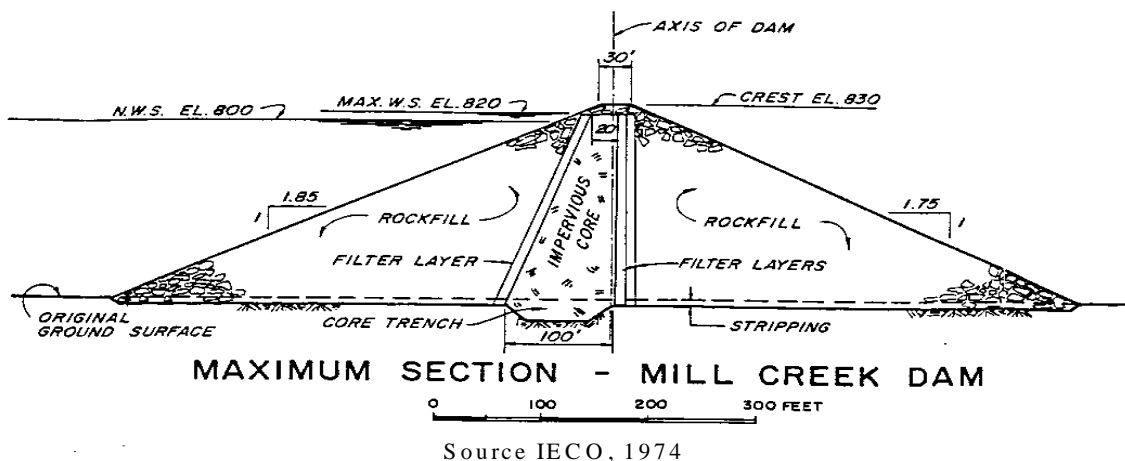 AXIS OF DAM
30'
N.W.S. EL. 800
MAX. W.S. EL. 820
CREST EL. 830
20'
1.85
1
IMPERVIOUS
CORE
1.75
1
ROCKFILL
ROCKFILL
FILTER LAYER
FILTER LAYERS
ORIGINAL
GROUND SURFACE
CORE TRENCH
STRIPPING
100'
MAXIMUM SECTION - MILL CREEK DAM
0 100 200 300 FEET
Source IECO, 1974